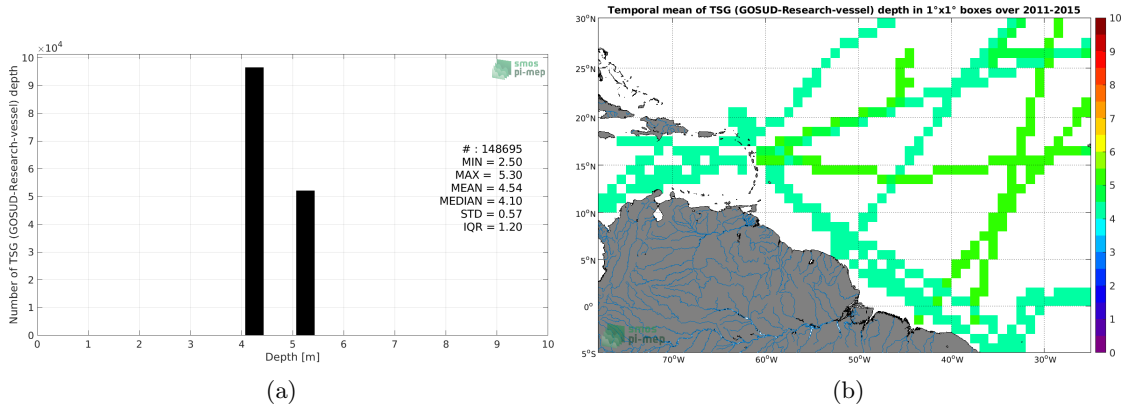 ×10⁴
10
9
8
7
6
5
4
3
2
1
0
Number of TSG (GOSUD-Research-vessel) depth
0 1 2 3 4 5 6 7 8 9 10
Depth [m]
smos
pi-mep
# : 148695
MIN = 2.50
MAX = 5.30
MEAN = 4.54
MEDIAN = 4.10
STD = 0.57
IQR = 1.20
(a)
Temporal mean of TSG (GOSUD-Research-vessel) depth in 1°x1° boxes over 2011-2015
30°N
25°N
20°N
15°N
10°N
5°N
0°
5°S
70°W 60°W 50°W 40°W 30°W
smos
pi-mep
10
9
8
7
6
5
4
3
2
1
0
(b)